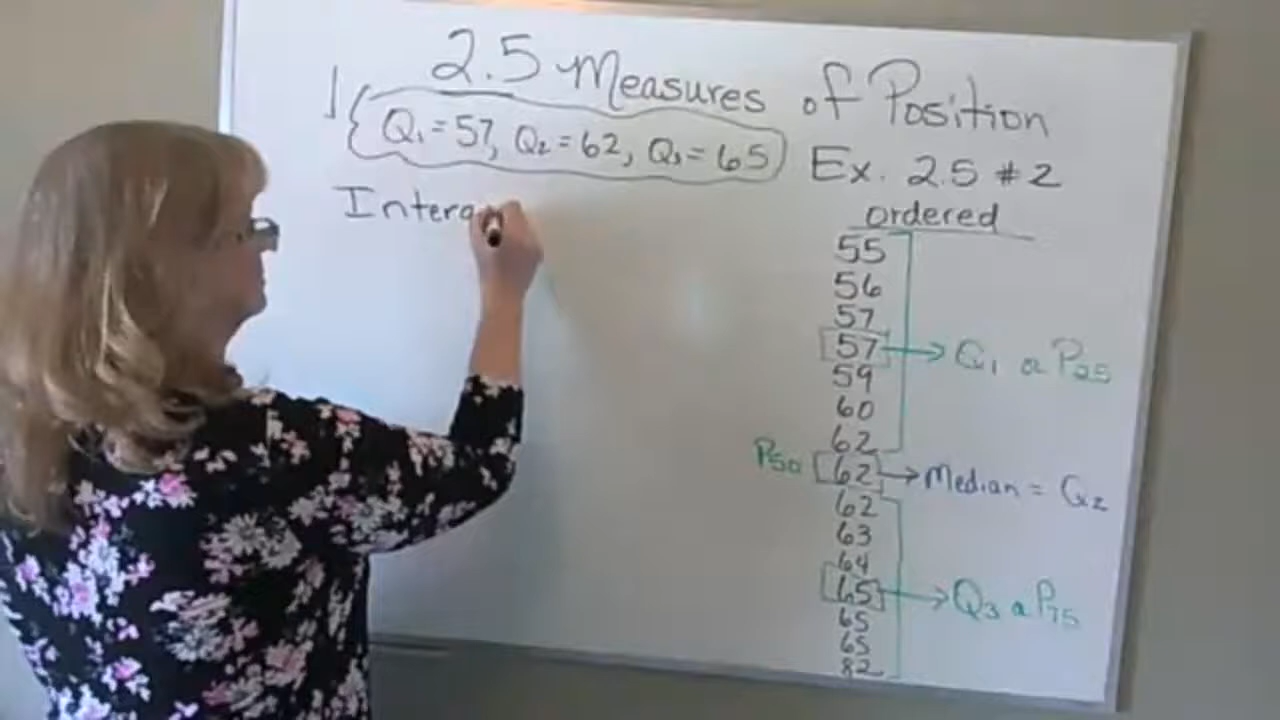 2.5 Measures of Position
Q1 = 57, Q2 = 62, Q3 = 65
Ex. 2.5 #2
Interq
ordered
55
56
57
57 → Q1 or P25
59
60
62
P50 62 → Median = Q2
62
63
64
65 → Q3 or P75
65
65
82